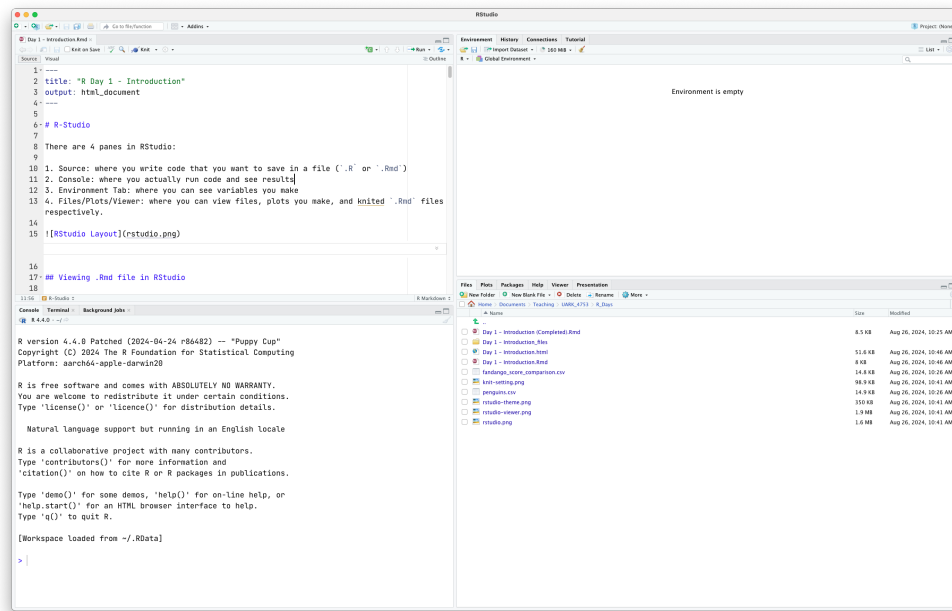 RStudio
Go to file/function
Addins
Project: (None
Day 1 - Introduction.Rmd
Knit on Save
Knit
Run
Source Visual
Outline
1 ---
2 title: "R Day 1 - Introduction"
3 output: html_document
4 ---
5
6 # R-Studio
7
8 There are 4 panes in RStudio:
9
10 1. Source: where you write code that you want to save in a file (`.R` or `.Rmd`)
11 2. Console: where you actually run code and see results
12 3. Environment Tab: where you can see variables you make
13 4. Files/Plots/Viewer: where you can view files, plots you make, and knited `.Rmd` files
respectively.
14
15 ![RStudio Layout](rstudio.png)
16
17 ## Viewing .Rmd file in RStudio
18
11:56 R-Studio
R Markdown
Console Terminal Background Jobs
R 4.4.0 · ~/
R version 4.4.0 Patched (2024-04-24 r86482) -- "Puppy Cup"
Copyright (C) 2024 The R Foundation for Statistical Computing
Platform: aarch64-apple-darwin20
R is free software and comes with ABSOLUTELY NO WARRANTY.
You are welcome to redistribute it under certain conditions.
Type 'license()' or 'licence()' for distribution details.
Natural language support but running in an English locale
R is a collaborative project with many contributors.
Type 'contributors()' for more information and
'citation()' on how to cite R or R packages in publications.
Type 'demo()' for some demos, 'help()' for on-line help, or
'help.start()' for an HTML browser interface to help.
Type 'q()' to quit R.
[Workspace loaded from ~/.RData]
>
Environment History Connections Tutorial
Import Dataset 160 MiB
List
R Global Environment
Environment is empty
Files Plots Packages Help Viewer Presentation
New Folder New Blank File Delete Rename More
Home Documents Teaching UARK_4753 R_Days
Name Size Modified
..
Day 1 - Introduction (Completed).Rmd 8.5 KB Aug 26, 2024, 10:25 AM
Day 1 - Introduction_files
Day 1 - Introduction.html 51.6 KB Aug 26, 2024, 10:46 AM
Day 1 - Introduction.Rmd 8 KB Aug 26, 2024, 10:46 AM
fandango_score_comparison.csv 14.8 KB Aug 26, 2024, 10:26 AM
knit-setting.png 98.9 KB Aug 26, 2024, 10:41 AM
penguins.csv 14.9 KB Aug 26, 2024, 10:26 AM
rstudio-theme.png 350 KB Aug 26, 2024, 10:41 AM
rstudio-viewer.png 1.9 MB Aug 26, 2024, 10:41 AM
rstudio.png 1.6 MB Aug 26, 2024, 10:41 AM